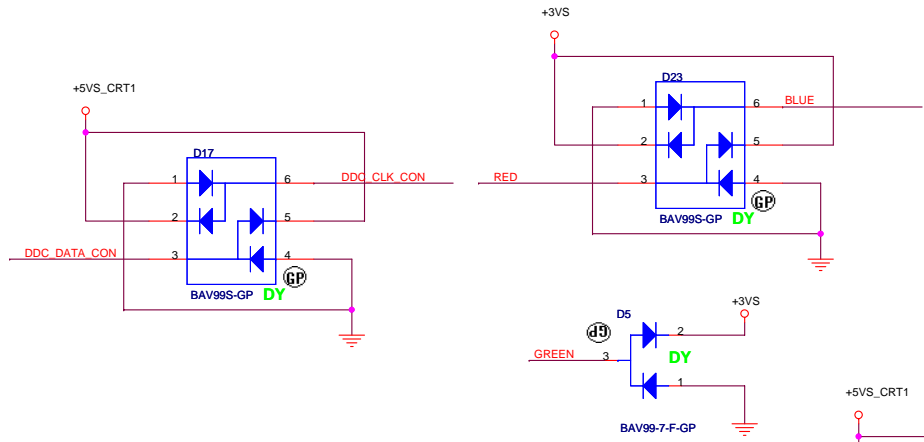 +5VS_CRT1
D17
1
6
DDC_CLK_CON
2
5
DDC_DATA_CON
3
4
GP
BAV99S-GP
DY
+3VS
D23
1
6
BLUE
2
5
RED
3
4
GP
BAV99S-GP
DY
+3VS
D5
GP
2
GREEN
3
DY
1
BAV99-7-F-GP
+5VS_CRT1